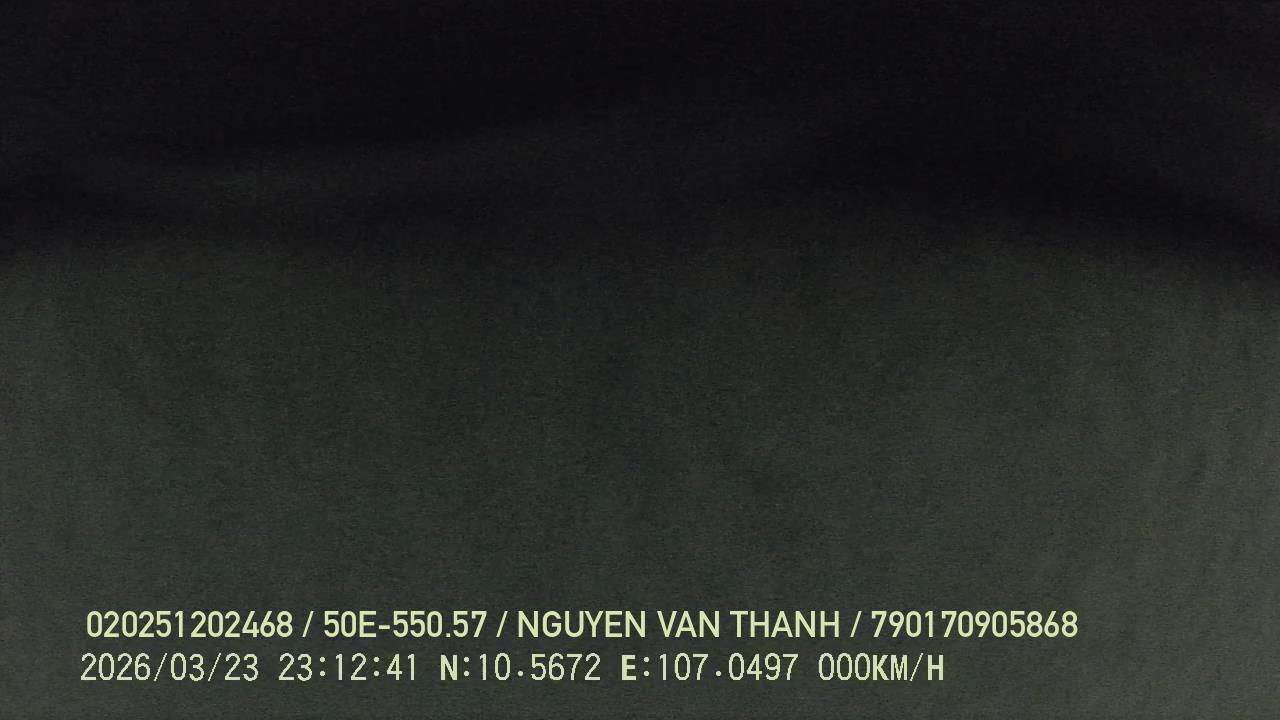 020251202468 / 50E-550.57 / NGUYEN VAN THANH / 790170905868
2026/03/23 23:12:41 N:10.5672 E:107.0497 000KM/H